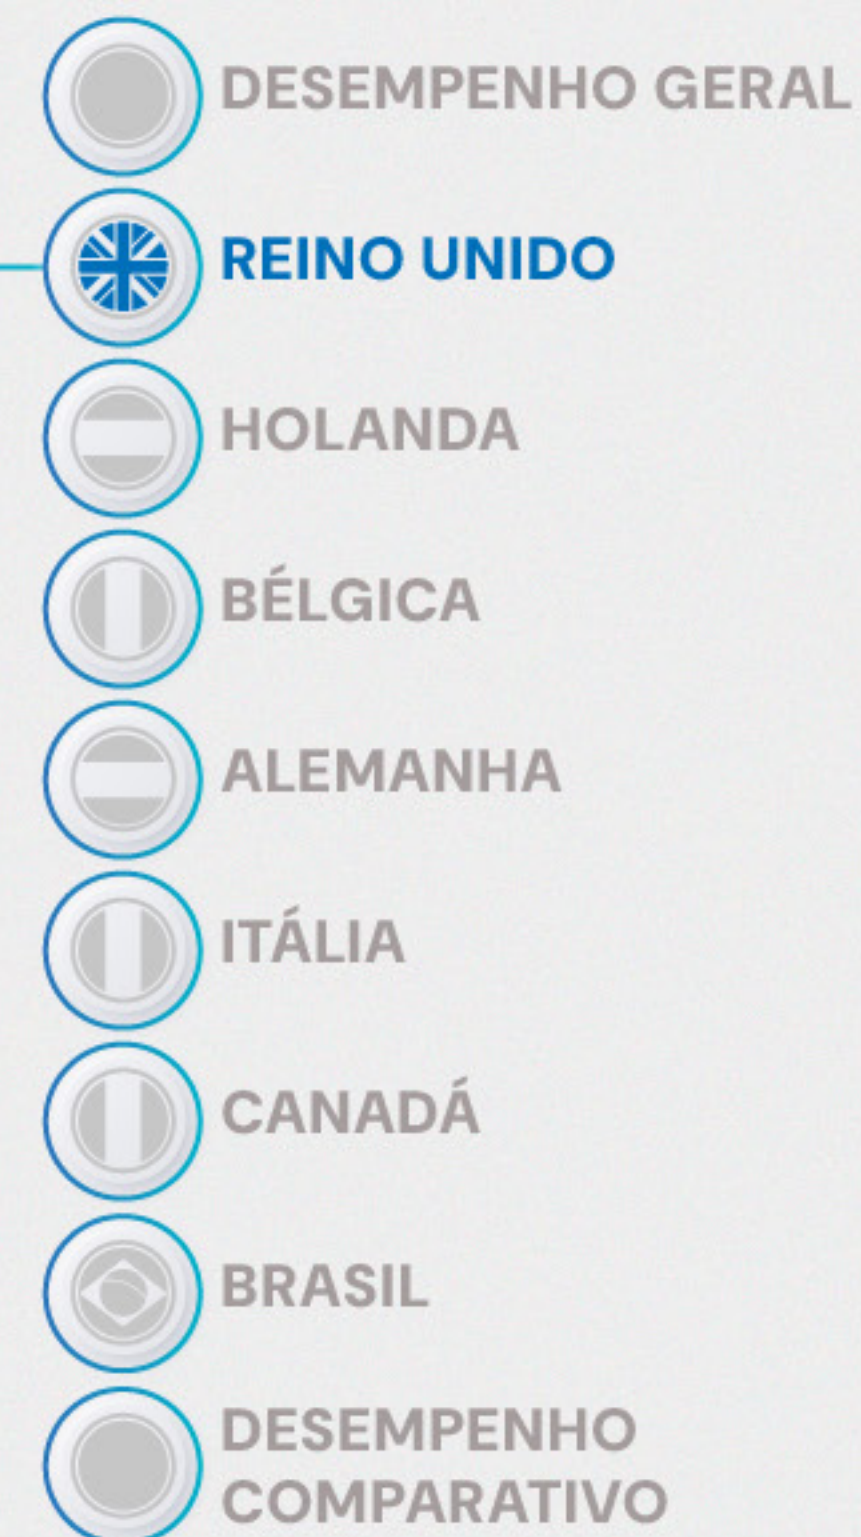 DESEMPENHO GERAL
REINO UNIDO
HOLANDA
BÉLGICA
ALEMANHA
ITÁLIA
CANADÁ
BRASIL
DESEMPENHO
COMPARATIVO